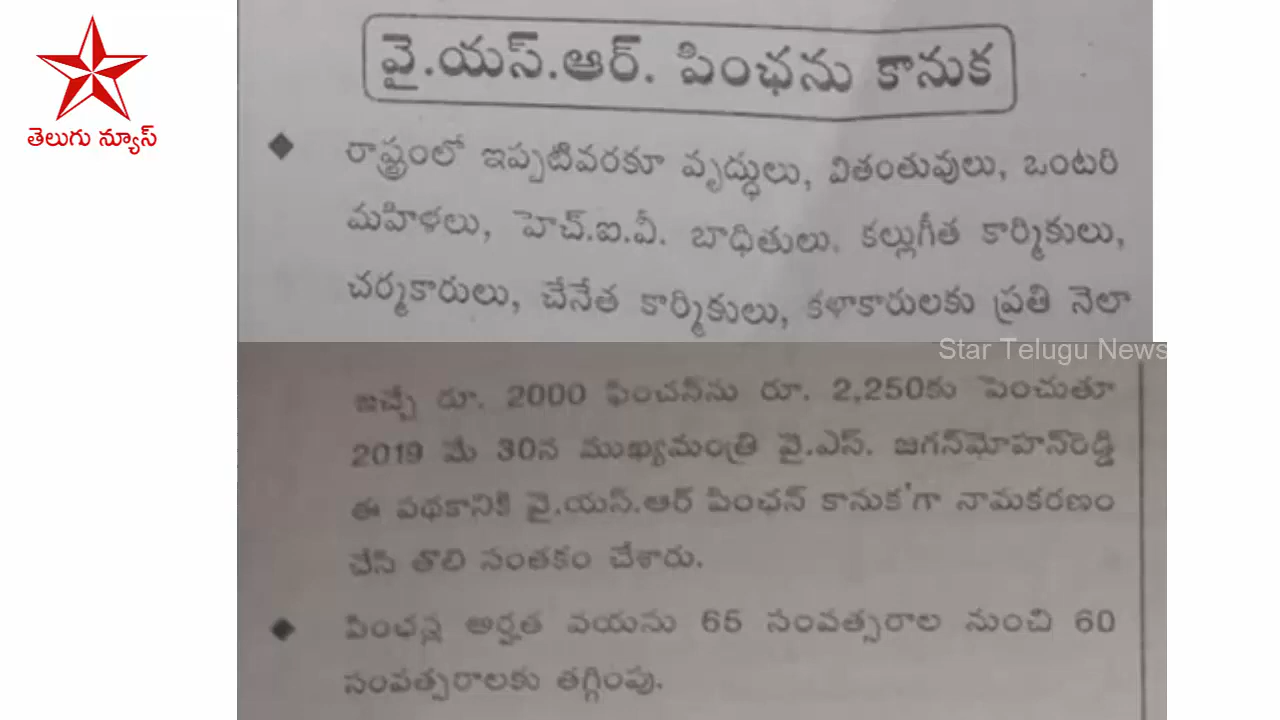 తెలుగు న్యూస్
వై.యస్.ఆర్. పింఛను కానుక
రాష్ట్రంలో ఇప్పటివరకూ వృద్ధులు, వితంతువులు, ఒంటరి
మహిళలు, హెచ్.ఐ.వీ. బాధితులు. కల్లుగీత కార్మికులు,
చర్మకారులు, చేనేత కార్మికులు, కళాకారులకు ప్రతి నెలా
Star Telugu News
ఇచ్చే రూ. 2000 ఫించన్‌ను రూ. 2,250కు పెంచుతూ
2019 మే 30న ముఖ్యమంత్రి వై.ఎస్. జగన్‌మోహన్‌రెడ్డి
ఈ పథకానికి వై.యస్.ఆర్ పింఛన్ కానుక'గా నామకరణం
చేసి తొలి సంతకం చేశారు.
పింఛన్ల అర్హత వయసు 65 సంవత్సరాల నుంచి 60
సంవత్సరాలకు తగ్గింపు.